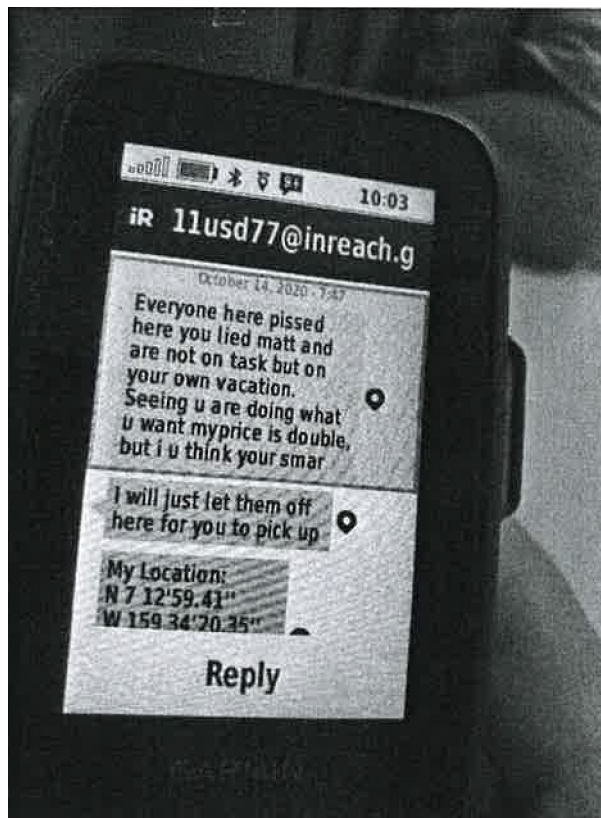 10:03
iR 11usd77@inreach.g
October 14, 2020 - 7:47
Everyone here pissed
here you lied matt and
are not on task but on
your own vacation.
Seeing u are doing what
u want myprice is double,
but i u think your smar
I will just let them off
here for you to pick up
My Location:
N 7 12'59.41"
W 159 34'20.35"
Reply